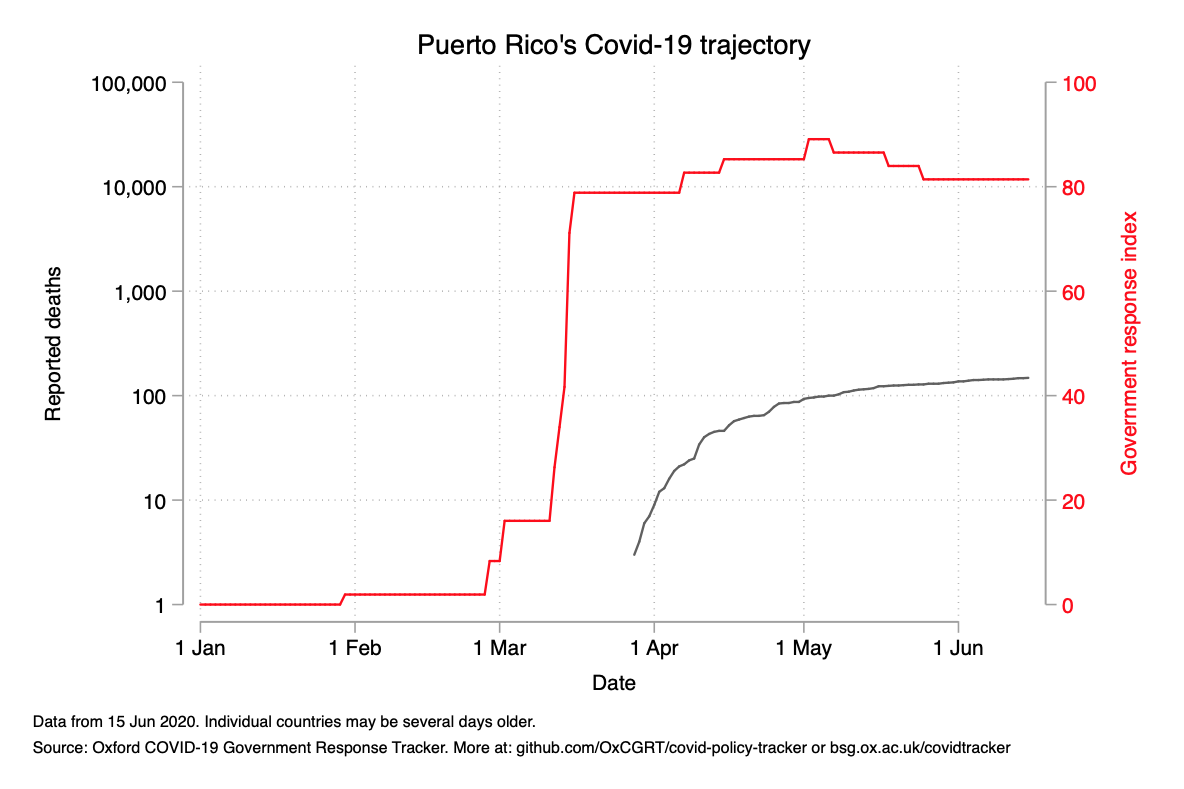 Puerto Rico's Covid-19 trajectory
100,000
10,000
1,000
100
10
1
Reported deaths
100
80
60
40
20
0
Government response index
1 Jan
1 Feb
1 Mar
1 Apr
1 May
1 Jun
Date
Data from 15 Jun 2020. Individual countries may be several days older.
Source: Oxford COVID-19 Government Response Tracker. More at: github.com/OxCGRT/covid-policy-tracker or bsg.ox.ac.uk/covidtracker